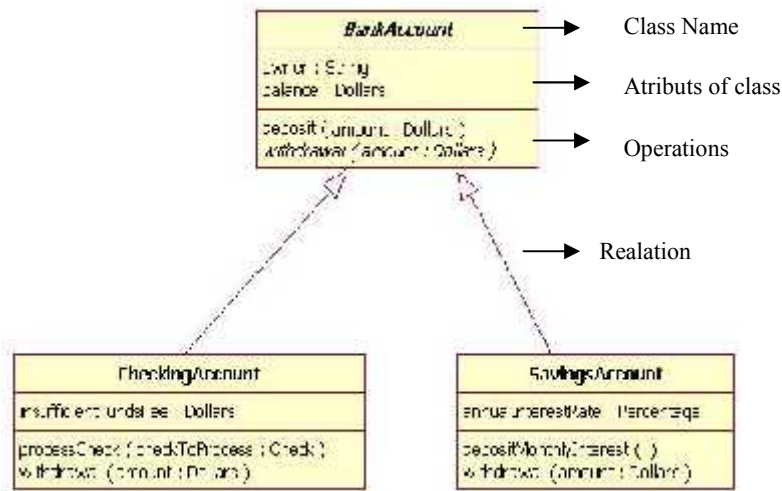 BankAccount
Class Name
owner : String
balance : Dollars
Atributs of class
deposit ( amount : Dollars )
withdrawal ( amount : Dollars )
Operations
Realation
CheckingAccount
insufficientFundsFee : Dollars
processCheck ( checkToProcess : Check )
withdrawal ( amount : Dollars )
SavingsAccount
annualInterestRate : Percentage
depositMonthlyInterest ( )
withdrawal ( amount : Dollars )